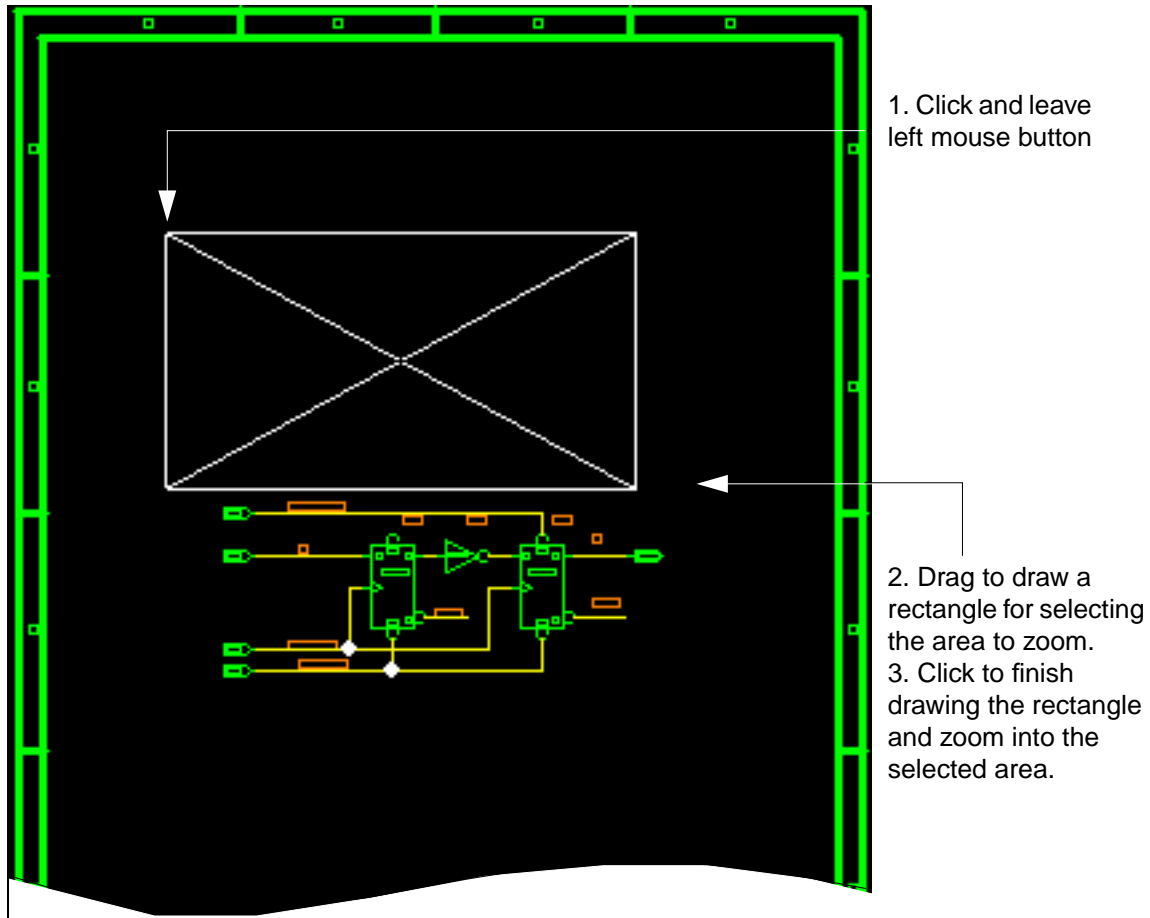 1. Click and leave
left mouse button
2. Drag to draw a
rectangle for selecting
the area to zoom.
3. Click to finish
drawing the rectangle
and zoom into the
selected area.